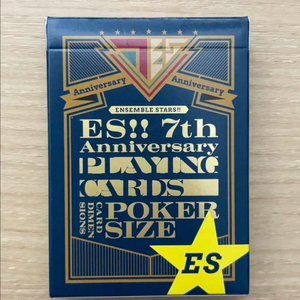 Anniversary Anniversary
ENSEMBLE STARS!!
ES!! 7th
Anniversary
PLAYING
CARDS
CARD DIMENSIONS
POKER
SIZE
ES